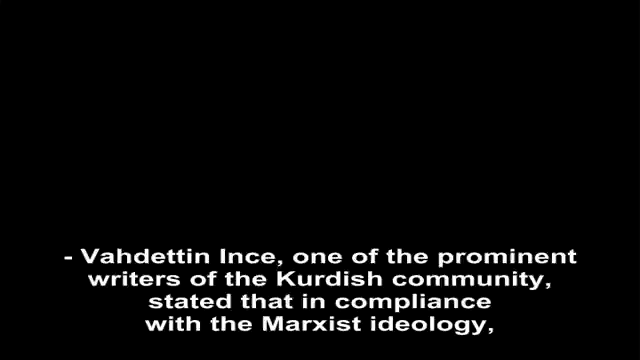 - Vahdettin Ince, one of the prominent
writers of the Kurdish community,
stated that in compliance
with the Marxist ideology,